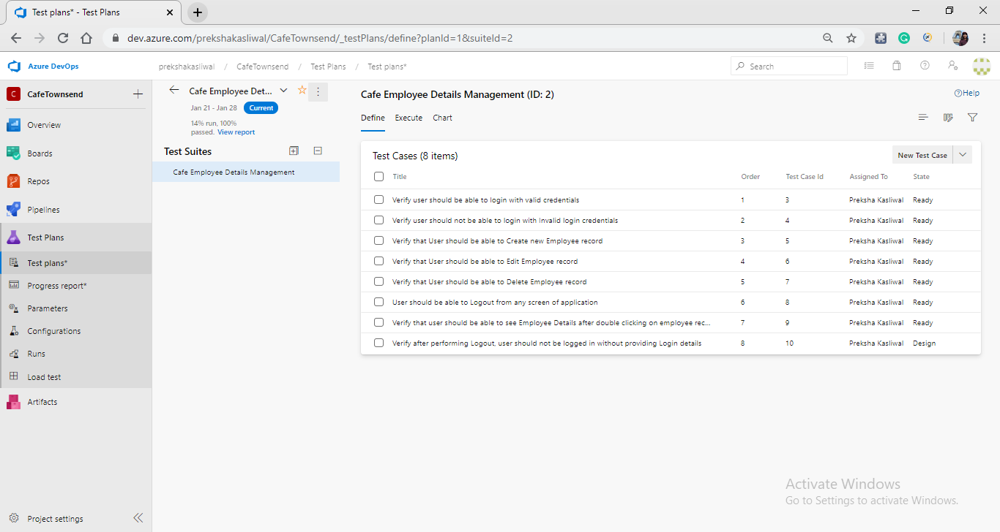 Test plans* - Test Plans
dev.azure.com/prekshakasliwal/CafeTownsend/_testPlans/define?planId=1&suiteId=2
Azure DevOps
prekshakasliwal / CafeTownsend / Test Plans / Test plans*
Search
C CafeTownsend
Overview
Boards
Repos
Pipelines
Test Plans
Test plans*
Progress report*
Parameters
Configurations
Runs
Load test
Artifacts
Project settings
Cafe Employee Det...
Jan 21 - Jan 28 Current
14% run, 100%
passed. View report
Test Suites
Cafe Employee Details Management
Cafe Employee Details Management (ID: 2)
Help
Define Execute Chart
Test Cases (8 items)
New Test Case
Title Order Test Case Id Assigned To State
Verify user should be able to login with valid credentials 1 3 Preksha Kasliwal Ready
Verify user should not be able to login with Invalid login credentials 2 4 Preksha Kasliwal Ready
Verify that User should be able to Create new Employee record 3 5 Preksha Kasliwal Ready
Verify that User should be able to Edit Employee record 4 6 Preksha Kasliwal Ready
Verify that User should be able to Delete Employee record 5 7 Preksha Kasliwal Ready
User should be able to Logout from any screen of application 6 8 Preksha Kasliwal Ready
Verify that user should be able to see Employee Details after double clicking on employee rec... 7 9 Preksha Kasliwal Ready
Verify after performing Logout, user should not be logged in without providing Login details 8 10 Preksha Kasliwal Design
Activate Windows
Go to Settings to activate Windows.